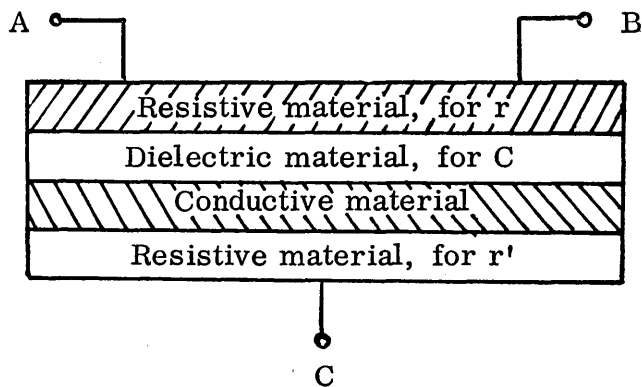 A
B
Resistive material, for r
Dielectric material, for C
Conductive material
Resistive material, for r'
C